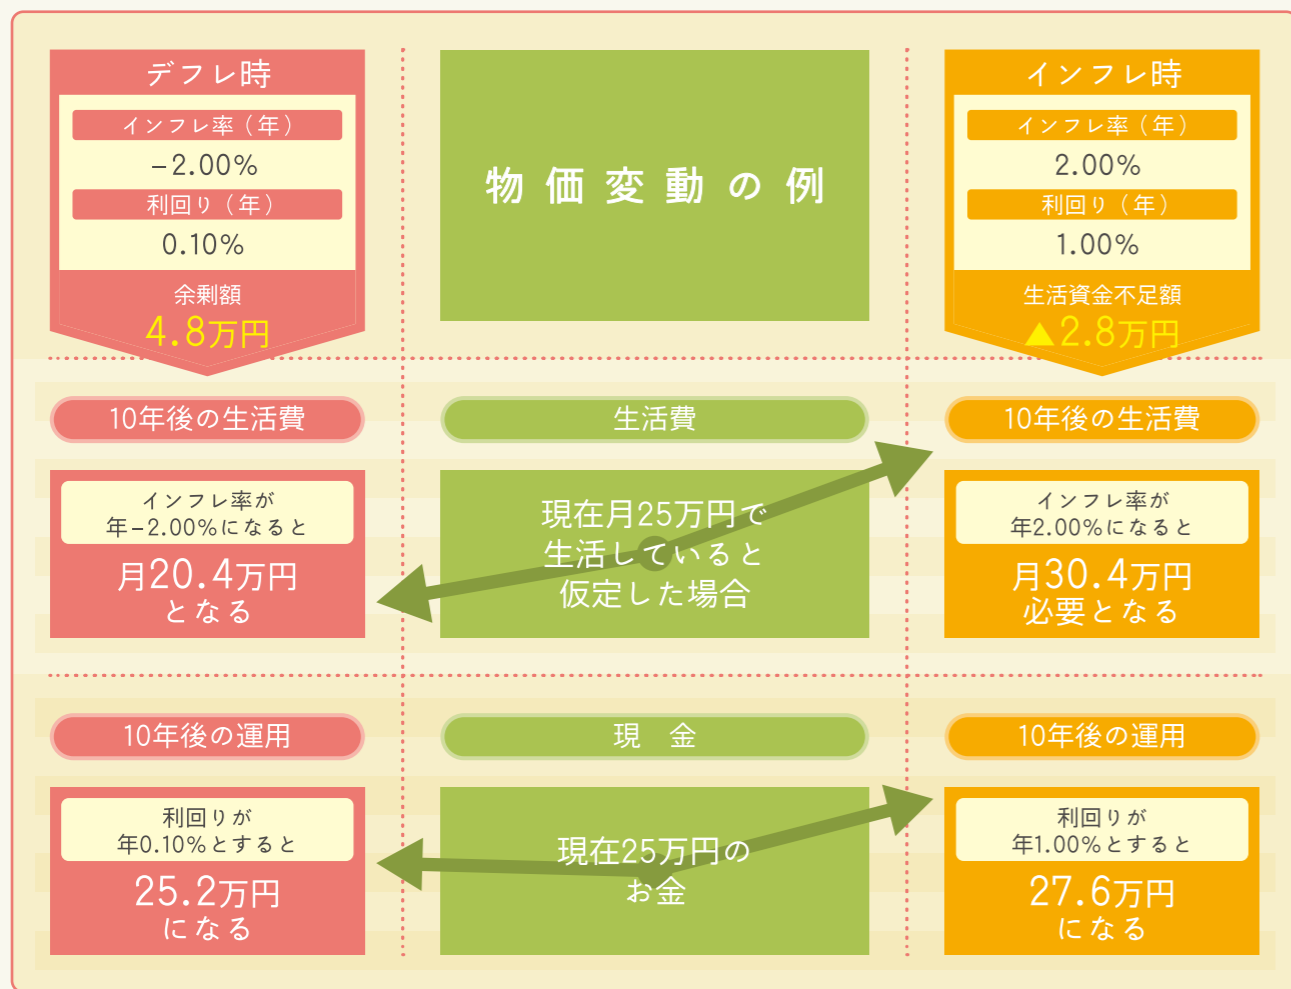 デフレ時
インフレ率（年）
−2.00%
利回り（年）
0.10%
余剰額
4.8万円
物価変動の例
インフレ時
インフレ率（年）
2.00%
利回り（年）
1.00%
生活資金不足額
▲2.8万円
10年後の生活費
インフレ率が
年−2.00%になると
月20.4万円
となる
生活費
現在月25万円で
生活していると
仮定した場合
10年後の生活費
インフレ率が
年2.00%になると
月30.4万円
必要となる
10年後の運用
利回りが
年0.10%とすると
25.2万円
になる
現　金
現在25万円の
お金
10年後の運用
利回りが
年1.00%とすると
27.6万円
になる